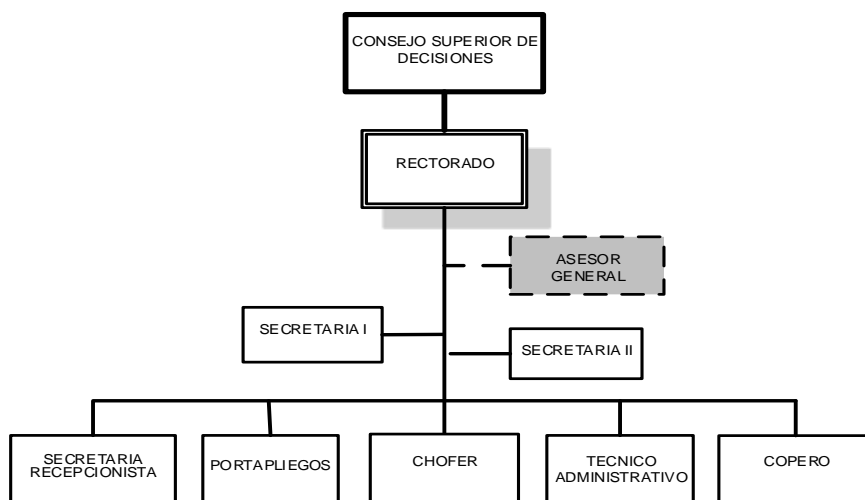 CONSEJO SUPERIOR DE
DECISIONES
RECTORADO
ASESOR
GENERAL
SECRETARIA I
SECRETARIA II
SECRETARIA
RECEPCIONISTA
PORTAPLIEGOS
CHOFER
TECNICO
ADMINISTRATIVO
COPERO